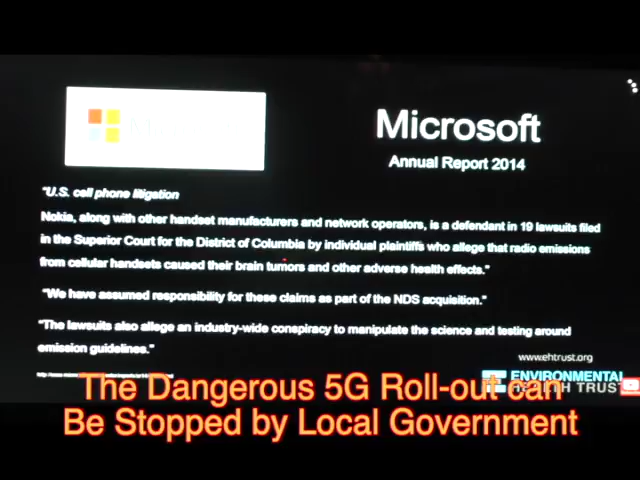 Microsoft
Annual Report 2014
"U.S. cell phone litigation
Nokia, along with other handset manufacturers and network operators, is a defendant in 19 lawsuits filed
in the Superior Court for the District of Columbia by individual plaintiffs who allege that radio emissions
from cellular handsets caused their brain tumors and other adverse health effects."
"We have assumed responsibility for these claims as part of the NDS acquisition."
"The lawsuits also allege an industry-wide conspiracy to manipulate the science and testing around
emission guidelines."
www.ehtrust.org
ENVIRONMENTAL
HEALTH TRUST
The Dangerous 5G Roll-out can
Be Stopped by Local Government